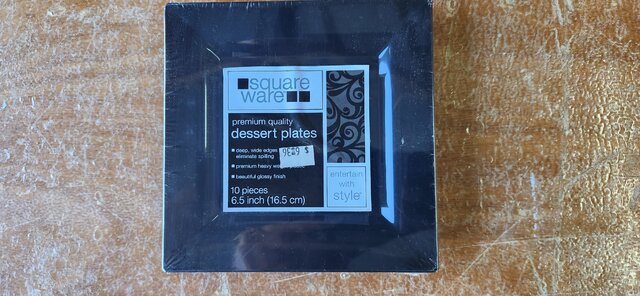 square
ware
premium quality
dessert plates
deep, wide edges
eliminate spilling
premium heavy
beautiful glossy finish
10 pieces
6.5 inch (16.5 cm)
entertain
with
style